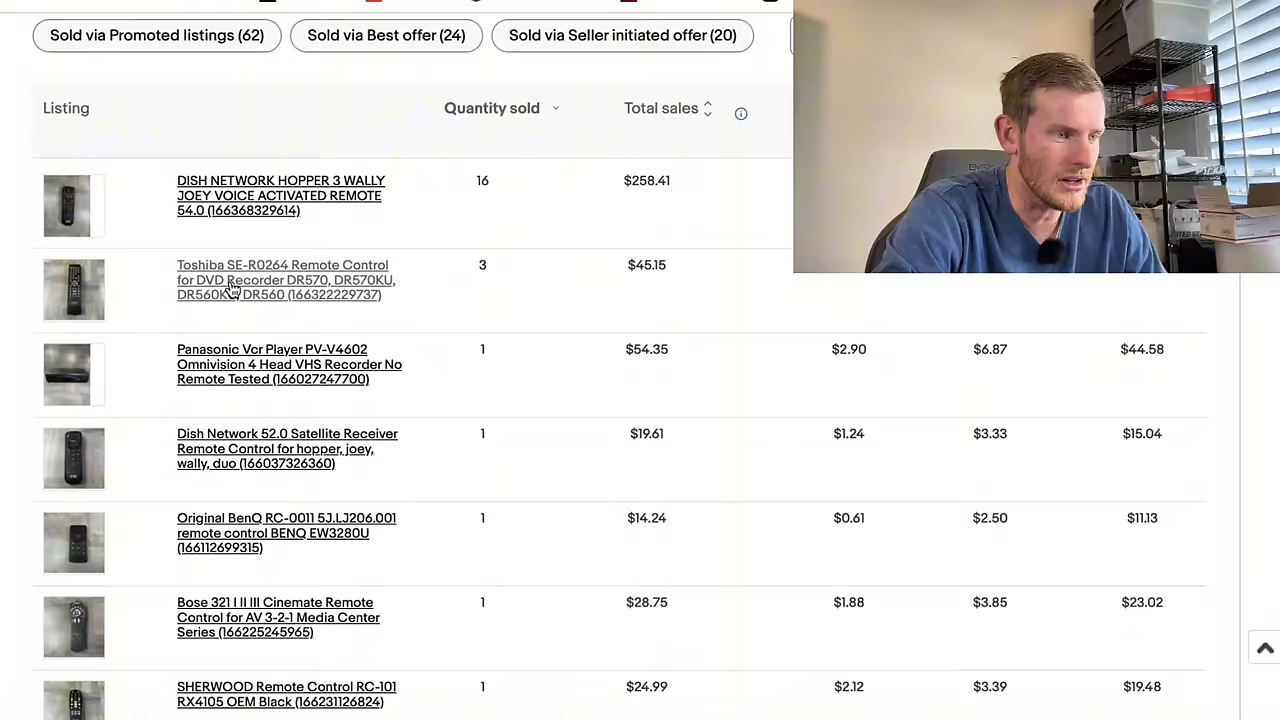 Sold via Promoted listings (62)
Sold via Best offer (24)
Sold via Seller initiated offer (20)
Listing
Quantity sold
Total sales
DISH NETWORK HOPPER 3 WALLY
JOEY VOICE ACTIVATED REMOTE
54.0 (166368329614)
16
$258.41
Toshiba SE-R0264 Remote Control
for DVD Recorder DR570, DR570KU,
DR560 (166322229737)
3
$45.15
Panasonic Vcr Player PV-V4602
Omnivision 4 Head VHS Recorder No
Remote Tested (166027247700)
1
$54.35
$2.90
$6.87
$44.58
Dish Network 52.0 Satellite Receiver
Remote Control for hopper, joey,
wally, duo (166037326360)
1
$19.61
$1.24
$3.33
$15.04
Original BenQ RC-0011 5J.LJ206.001
remote control BENQ EW3280U
(166112699315)
1
$14.24
$0.61
$2.50
$11.13
Bose 321 I II III Cinemate Remote
Control for AV 3-2-1 Media Center
Series (166225245965)
1
$28.75
$1.88
$3.85
$23.02
SHERWOOD Remote Control RC-101
RX4105 OEM Black (166231126824)
1
$24.99
$2.12
$3.39
$19.48